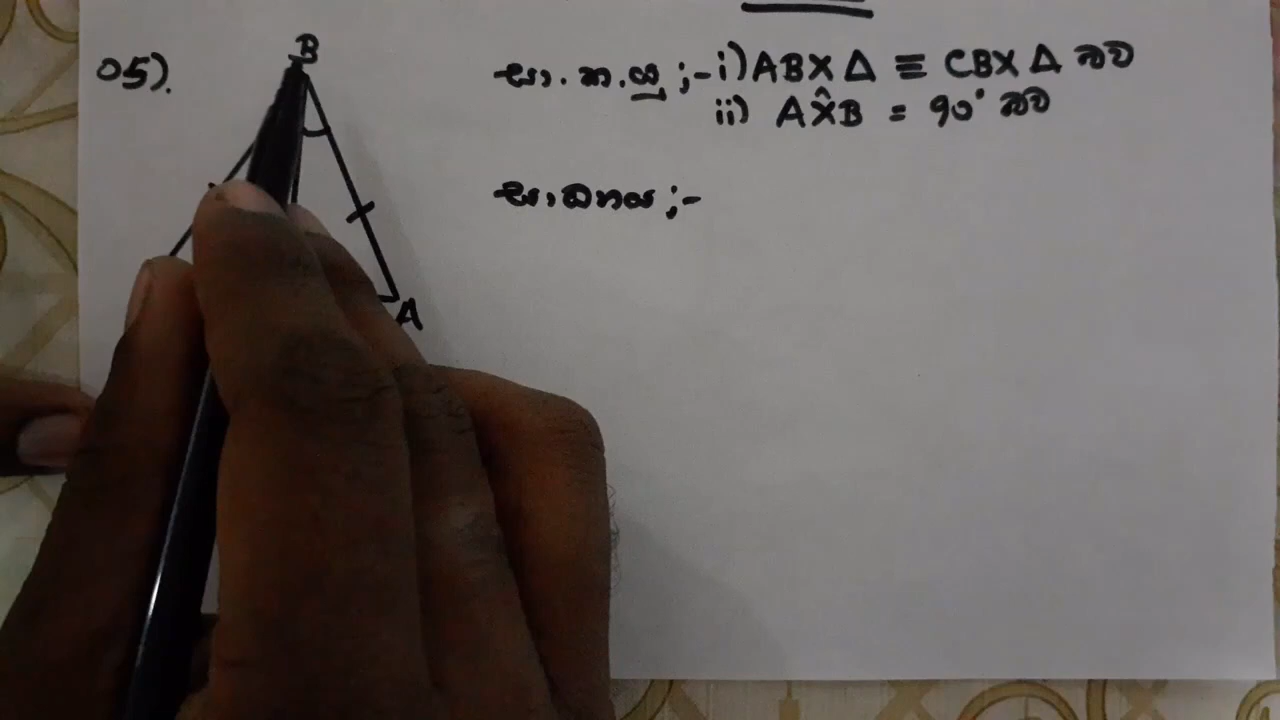 05).
B
A
සා.ක.යු ;- i) ABX Δ ≡ CBX Δ බව
ii) AX̂B = 90° බව
සාධනය ;-